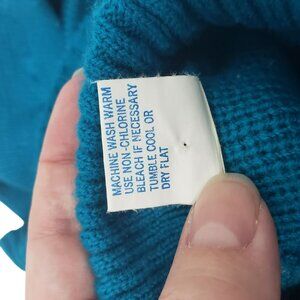 MACHINE WASH WARM
USE NON-CHLORINE
BLEACH IF NECESSARY
TUMBLE COOL OR
DRY FLAT